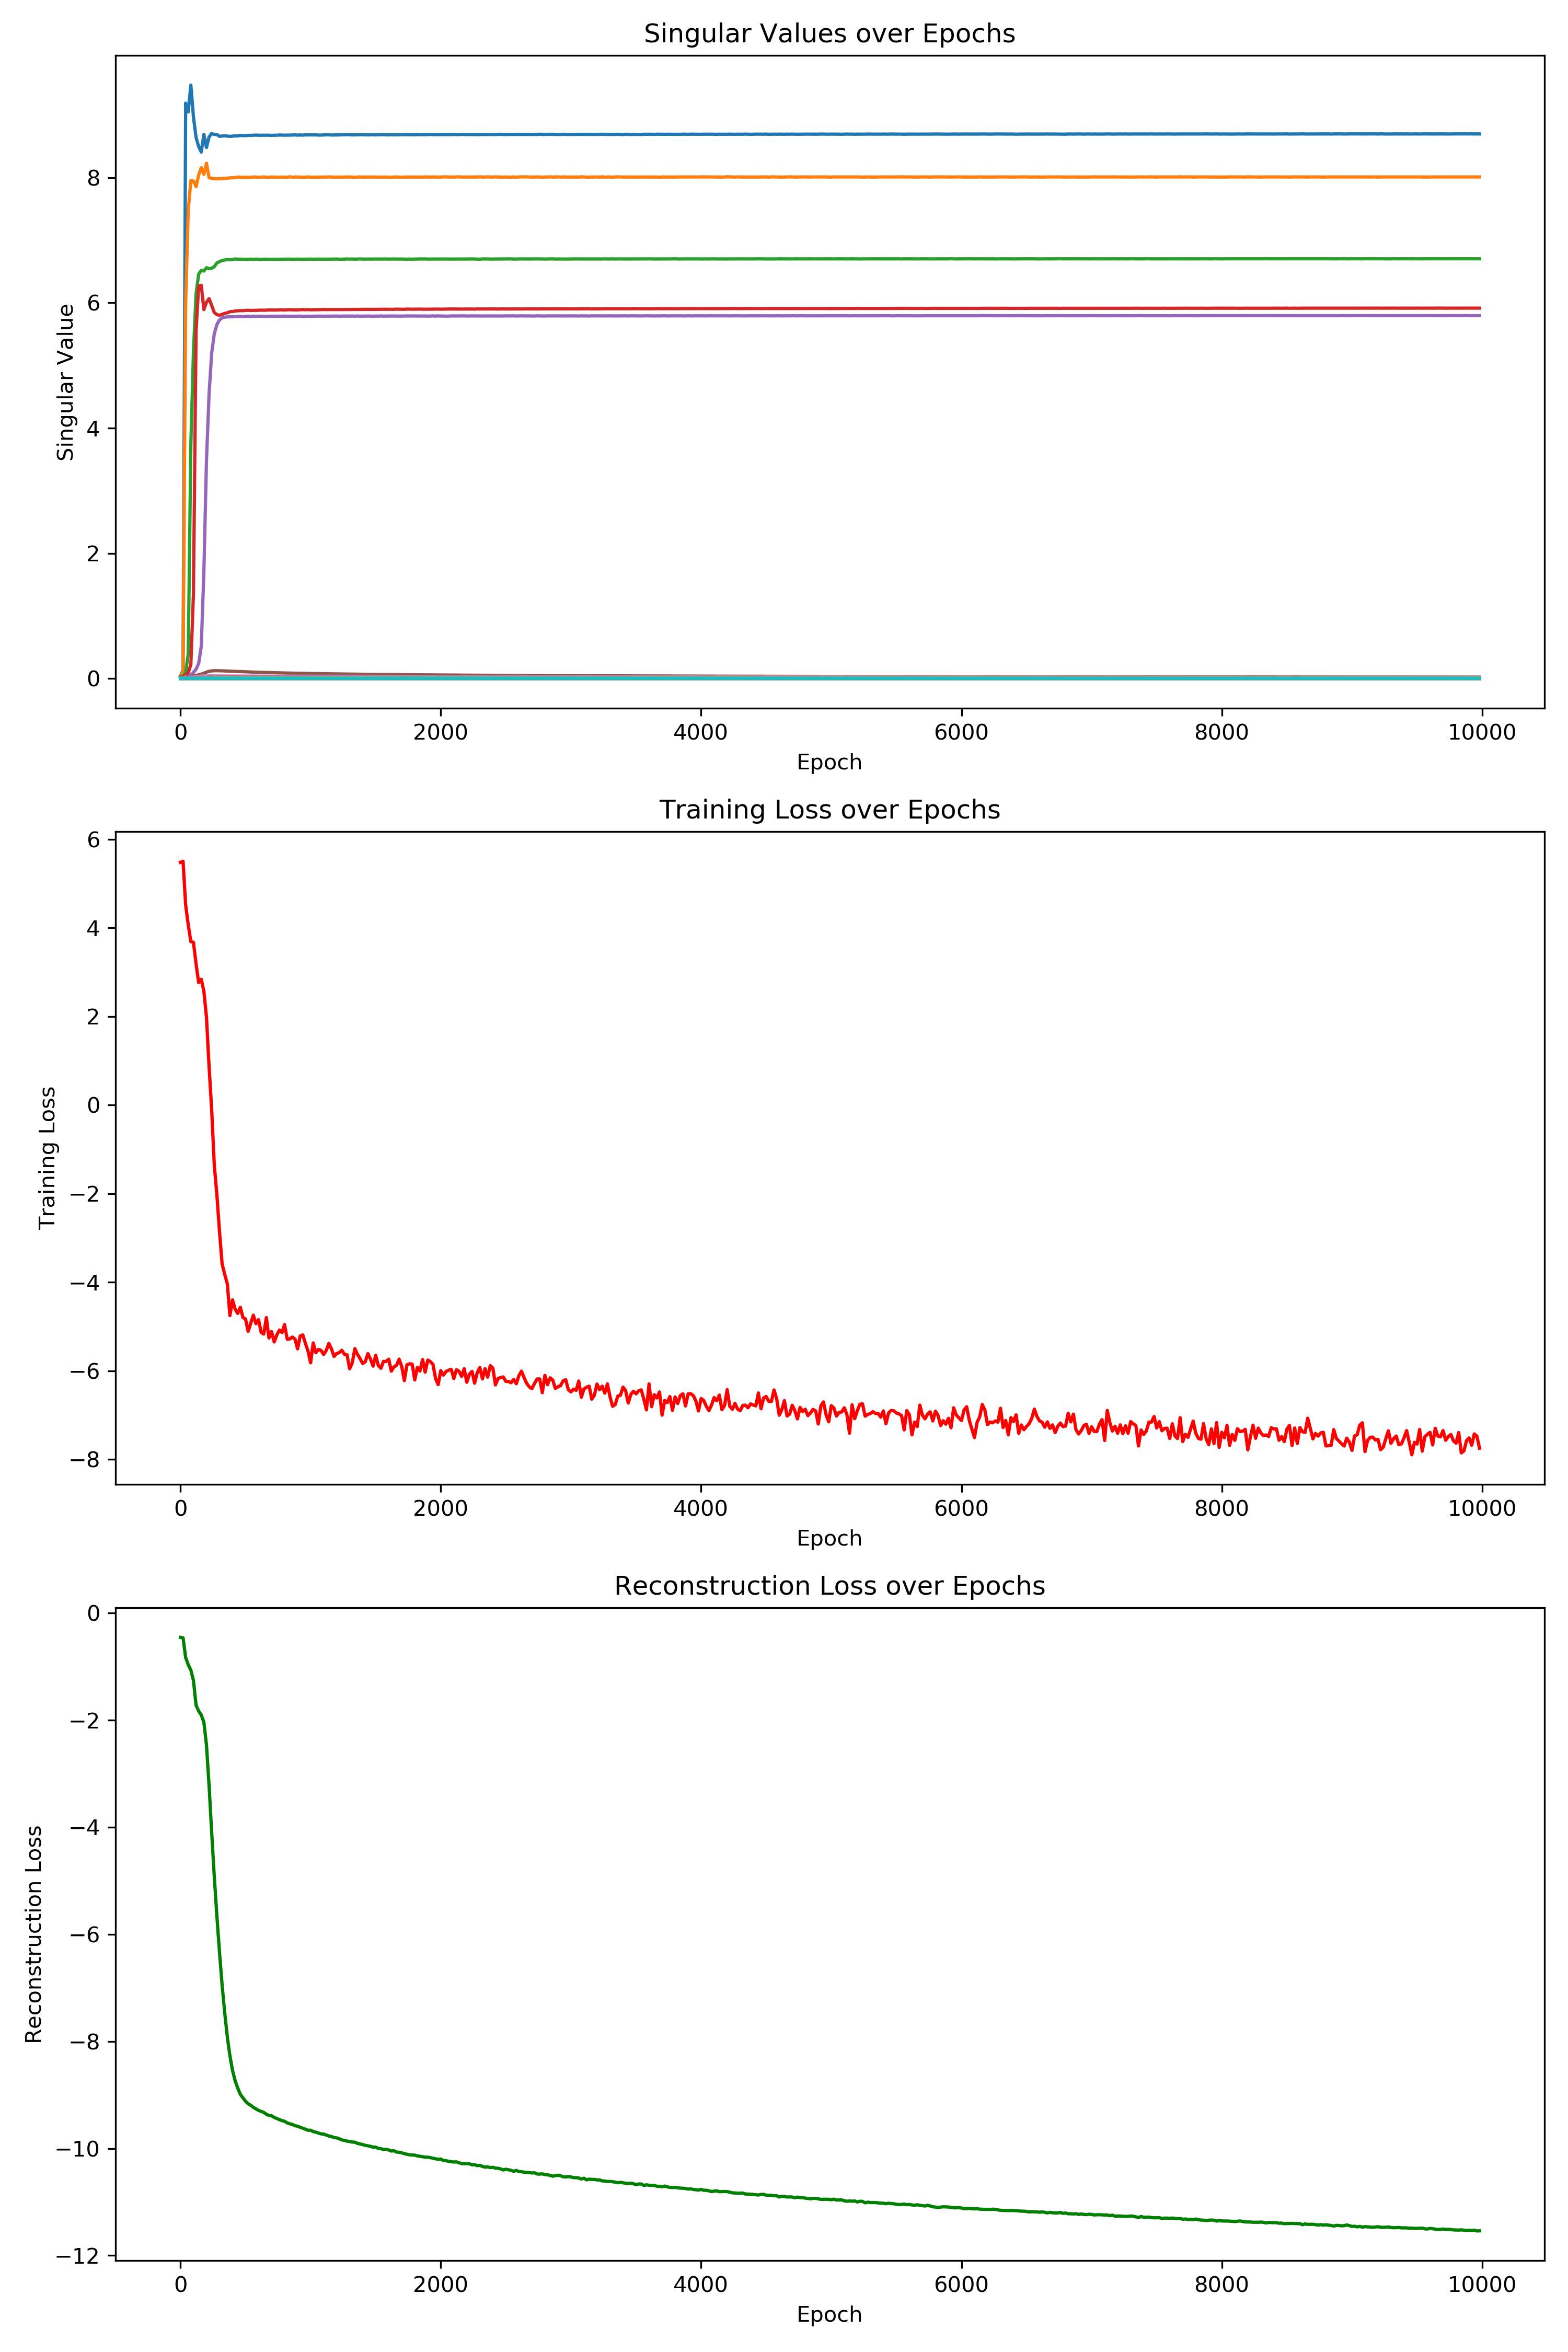 Singular Values over Epochs
Singular Value
8
6
4
2
0
0 2000 4000 6000 8000 10000
Epoch
Training Loss over Epochs
Training Loss
6
4
2
0
−2
−4
−6
−8
0 2000 4000 6000 8000 10000
Epoch
Reconstruction Loss over Epochs
Reconstruction Loss
0
−2
−4
−6
−8
−10
−12
0 2000 4000 6000 8000 10000
Epoch